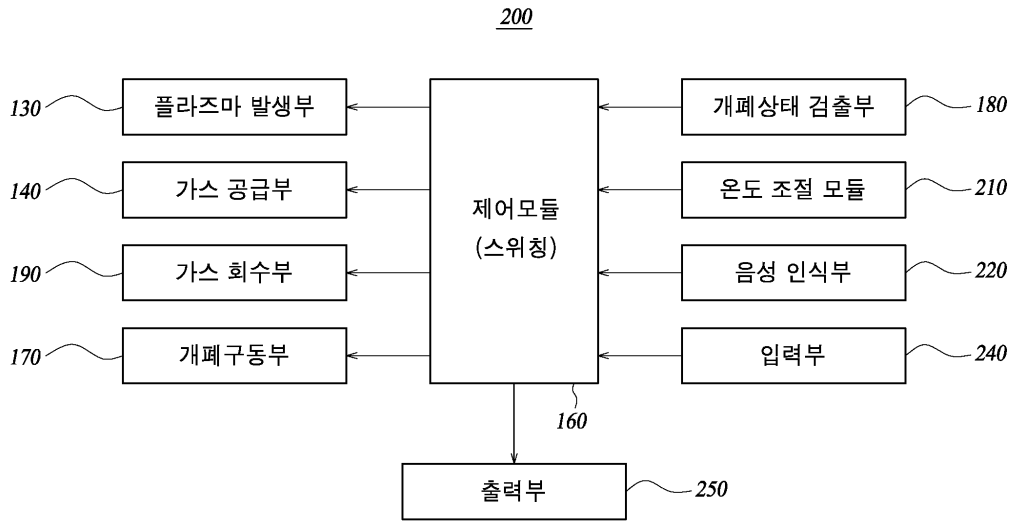 200
130
플라즈마 발생부
개폐상태 검출부
180
140
가스 공급부
제어모듈
(스위칭)
온도 조절 모듈
210
190
가스 회수부
음성 인식부
220
170
개폐구동부
입력부
240
160
출력부
250